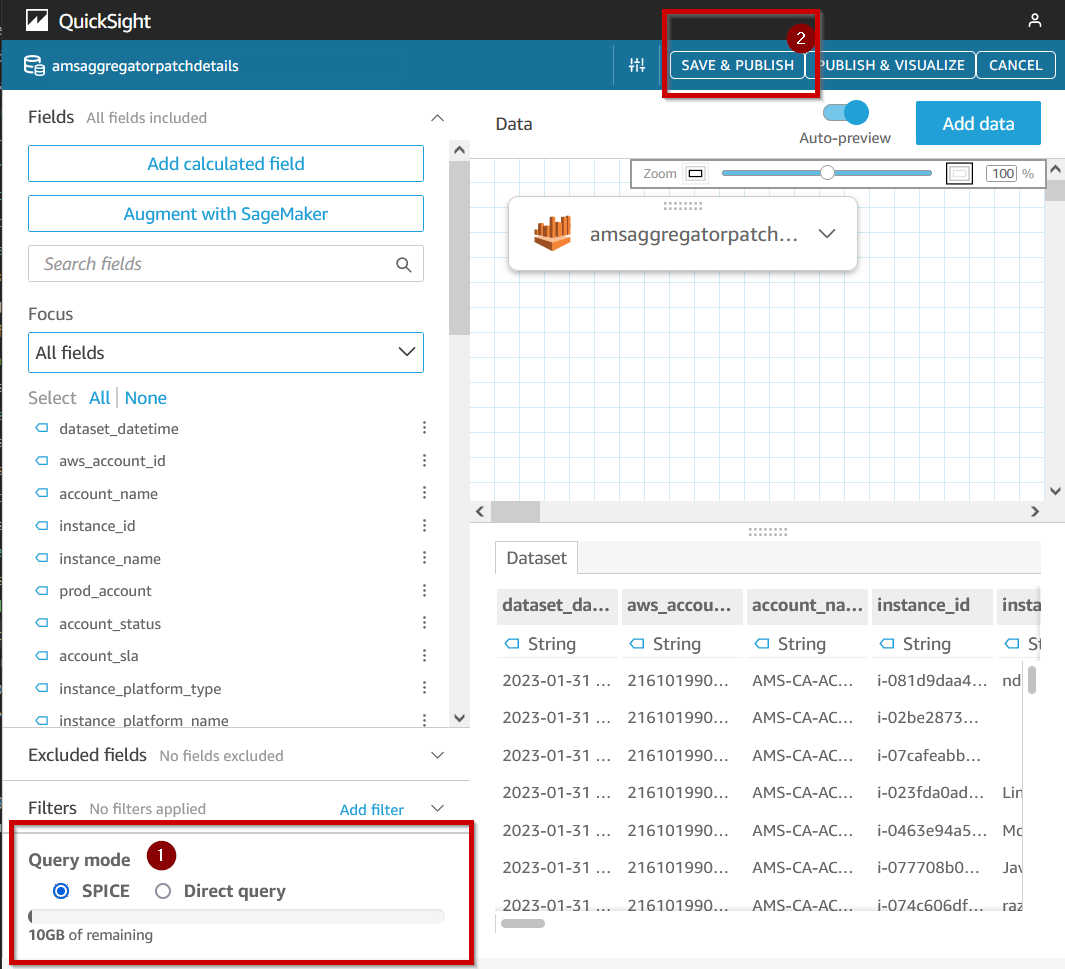 QuickSight
amsaggregatorpatchdetails
2
SAVE & PUBLISH
PUBLISH & VISUALIZE
CANCEL
Fields All fields included
Add calculated field
Augment with SageMaker
Search fields
Focus
All fields
Select All None
dataset_datetime
aws_account_id
account_name
instance_id
instance_name
prod_account
account_status
account_sla
instance_platform_type
instance_platform_name
Excluded fields No fields excluded
Filters No filters applied Add filter
Query mode 1
SPICE Direct query
10GB of remaining
Data
Auto-preview
Add data
Zoom 100 %
amsaggregatorpatch...
Dataset
dataset_da... aws_accou... account_na... instance_id insta
String String String String St
2023-01-31 ... 216101990... AMS-CA-AC... i-081d9daa4... nd
2023-01-31 ... 216101990... AMS-CA-AC... i-02be2873...
2023-01-31 ... 216101990... AMS-CA-AC... i-07cafeabb...
2023-01-31 ... 216101990... AMS-CA-AC... i-023fda0ad... Lin
2023-01-31 ... 216101990... AMS-CA-AC... i-0463e94a5... Mc
2023-01-31 ... 216101990... AMS-CA-AC... i-077708b0... Jav
2023-01-31 ... 216101990... AMS-CA-AC... i-074c606df... raz